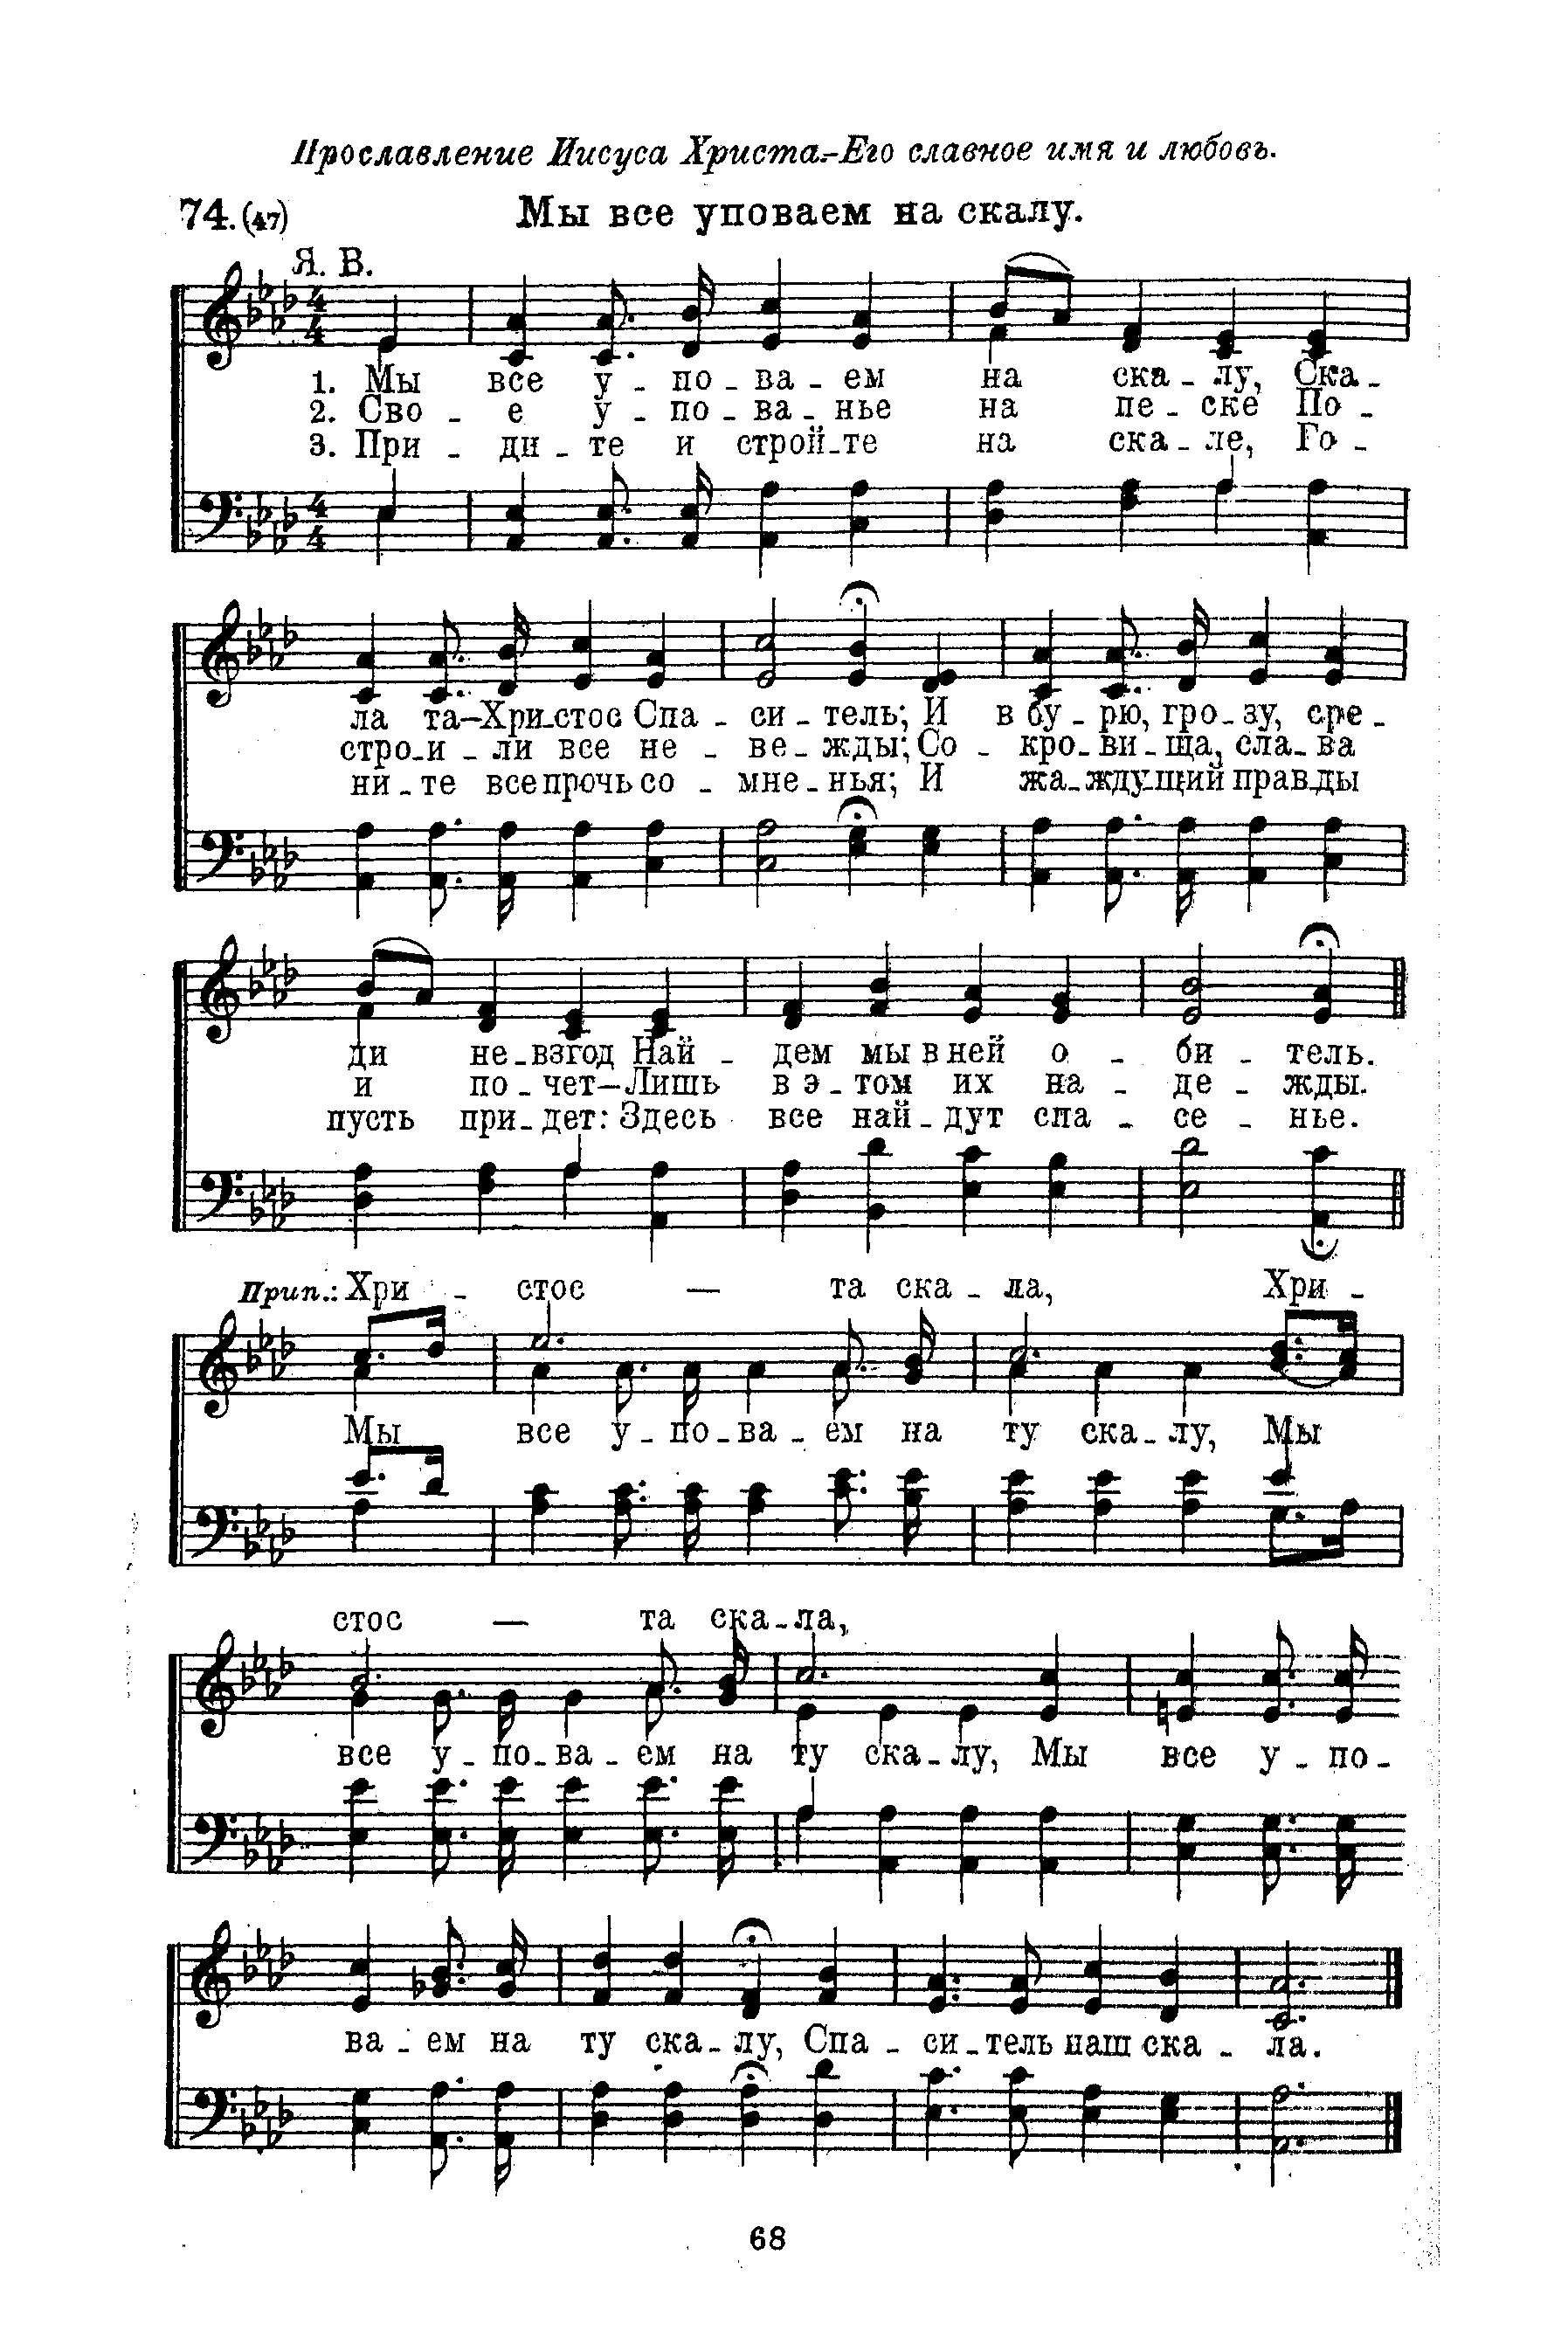 Прославление Иисуса Христа.-Его славное имя и любовь.
74.(47) Мы все уповаем на скалу.
Я. В.
1. Мы все у - по - ва - ем на ска - лу, Ска -
2. Сво - е у - по - ва - нье на пе - ске По -
3. При - ди - те и строй - те на ска - ле, Го -
ла та—Хри - стос Спа - си - тель; И в бу - рю, гро - зу, сре -
стро - и - ли все не - ве - жды; Со - кро - ви - ща, сла - ва
ни - те все прочь со - мне - нья; И жа - жду - щий прав - ды
ди не - взгод Най - дем мы в ней о - би - тель.
и по - чет—Лишь в э - том их на - де - жды.
пусть при - дет: Здесь все най - дут спа - се - нье.
Прип.: Хри - стос — та ска - ла, Хри -
Мы все у - по - ва - ем на ту ска - лу, Мы
стос — та ска - ла,
все у - по - ва - ем на ту ска - лу, Мы все у - по -
ва - ем на ту ска - лу, Спа - си - тель наш ска - ла.
68